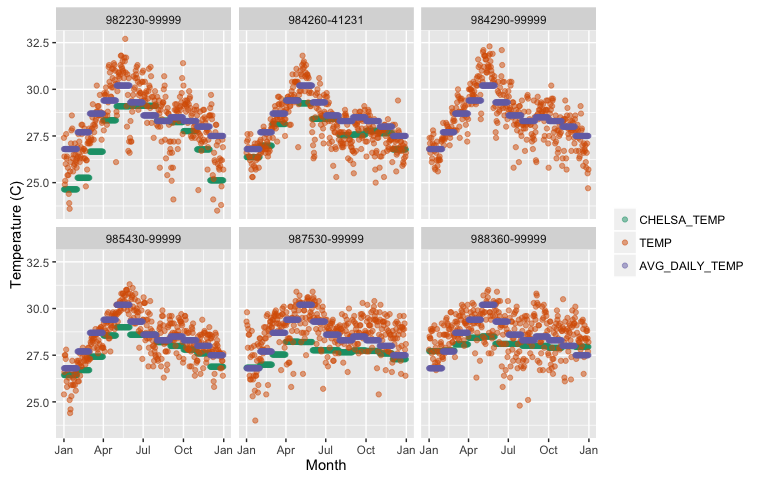 982230-99999 984260-41231 984290-99999
32.5
30.0
27.5
25.0
Temperature (C)
985430-99999 987530-99999 988360-99999
32.5
30.0
27.5
25.0
Jan Apr Jul Oct Jan Jan Apr Jul Oct Jan Jan Apr Jul Oct Jan
Month
CHELSA_TEMP
TEMP
AVG_DAILY_TEMP